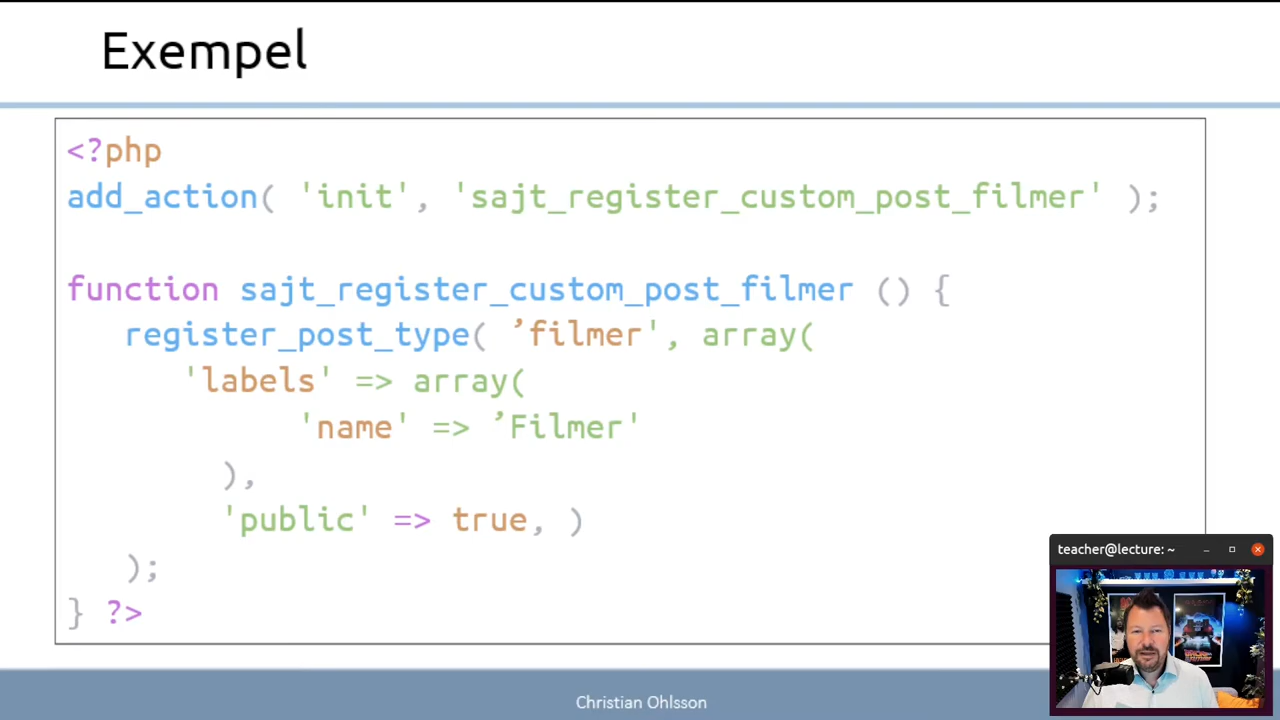 Exempel
<?php
add_action( 'init', 'sajt_register_custom_post_filmer' );
function sajt_register_custom_post_filmer () {
register_post_type( ’filmer', array(
'labels' => array(
'name' => ’Filmer'
),
'public' => true, )
);
} ?>
teacher@lecture: ~
Christian Ohlsson